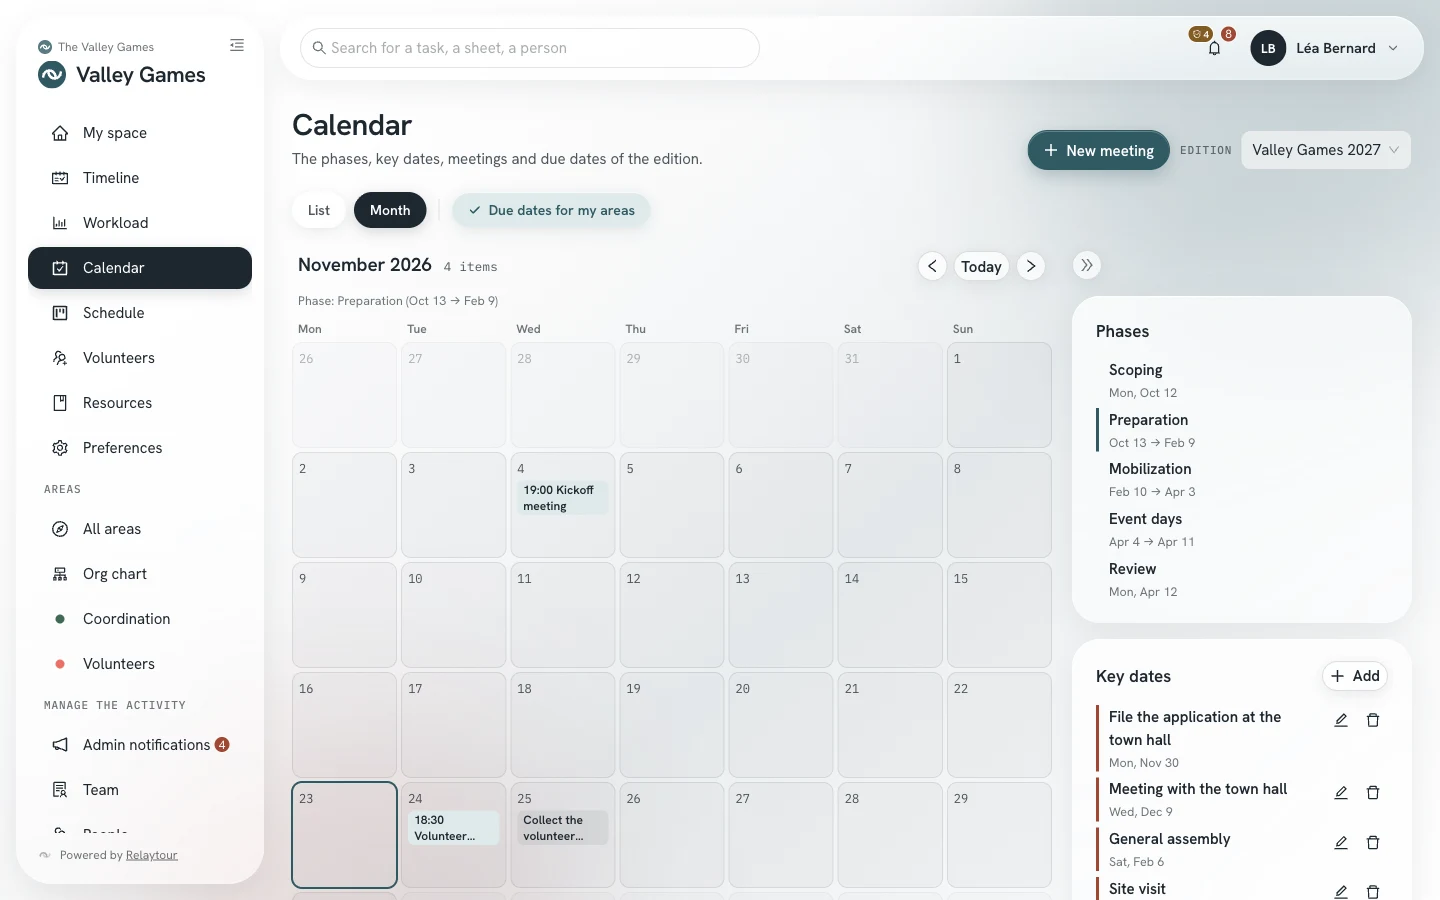 The Valley Games
Valley Games
My space
Timeline
Workload
Calendar
Schedule
Volunteers
Resources
Preferences
AREAS
All areas
Org chart
Coordination
Volunteers
MANAGE THE ACTIVITY
Admin notifications 4
Team
People
Powered by Relaytour
Search for a task, a sheet, a person
4
8
LB
Léa Bernard
Calendar
The phases, key dates, meetings and due dates of the edition.
New meeting
EDITION
Valley Games 2027
List
Month
Due dates for my areas
November 2026
4 items
Today
Phase: Preparation (Oct 13 → Feb 9)
Mon Tue Wed Thu Fri Sat Sun
26 27 28 29 30 31 1
2 3 4 5 6 7 8
19:00 Kickoff
meeting
9 10 11 12 13 14 15
16 17 18 19 20 21 22
23 24 25 26 27 28 29
18:30
Volunteer...
Collect the
volunteer...
Phases
Scoping
Mon, Oct 12
Preparation
Oct 13 → Feb 9
Mobilization
Feb 10 → Apr 3
Event days
Apr 4 → Apr 11
Review
Mon, Apr 12
Key dates
Add
File the application at the
town hall
Mon, Nov 30
Meeting with the town hall
Wed, Dec 9
General assembly
Sat, Feb 6
Site visit